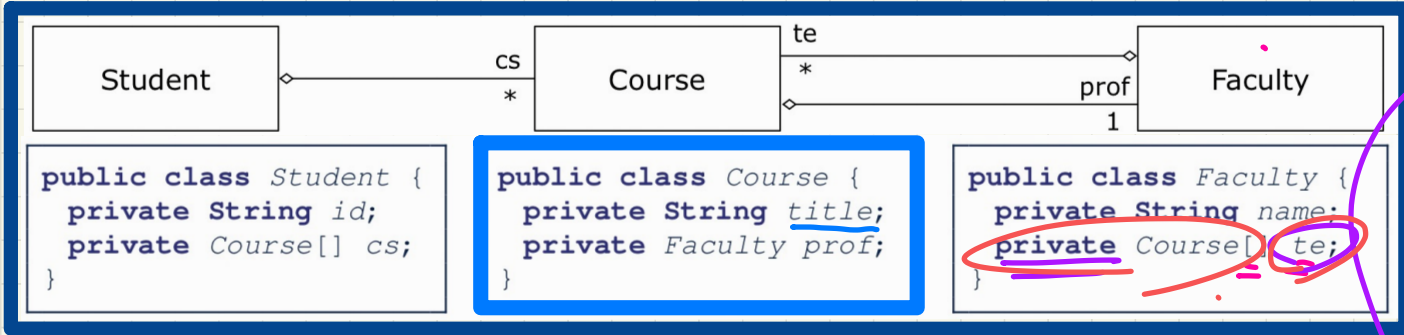 Student
cs
*
Course
te
*
prof
1
Faculty
public class Student {
private String id;
private Course[] cs;
}
public class Course {
private String title;
private Faculty prof;
}
public class Faculty {
private String name;
private Course[] te;
}